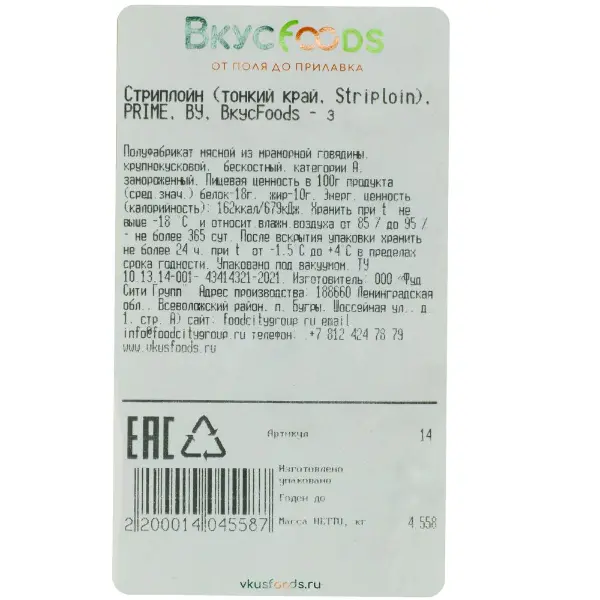 ВкусFoods
ОТ ПОЛЯ ДО ПРИЛАВКА
Стриплойн (тонкий край, Striploin),
PRIME, BY, ВкусFoods - з
Полуфабрикат мясной из мраморной говядины,
крупнокусковой, бескостный, категории А,
замороженный. Пищевая ценность в 100г продукта
(сред.знач.) белок-18г, жир-10г. Энерг. ценность
(калорийность): 162ккал/679кДж. Хранить при t не
выше -18 °C и относит.влажн.воздуха от 85 % до 95 %
- не более 365 сут. После вскрытия упаковки хранить
не более 24 ч. при t от -1.5 C до +4°C в пределах
срока годности. Упаковано под вакуумом. ТУ
10.13.14-001- 43414321-2021. Изготовитель: ООО «Фуд
Сити Групп» Адрес производства: 188660 Ленинградская
обл., Всеволожский район, п. Бугры, Шоссейная ул., д
1, стр. А) сайт: foodcitygroup.ru email:
info@foodcitygroup.ru телефон: +7 812 424 78 79
www.vkusfoods.ru
EAC
Артикул 14
Изготовлено
упаковано
Годен до
Масса НЕТТО, кг 4.558
2 200014 045587
vkusfoods.ru